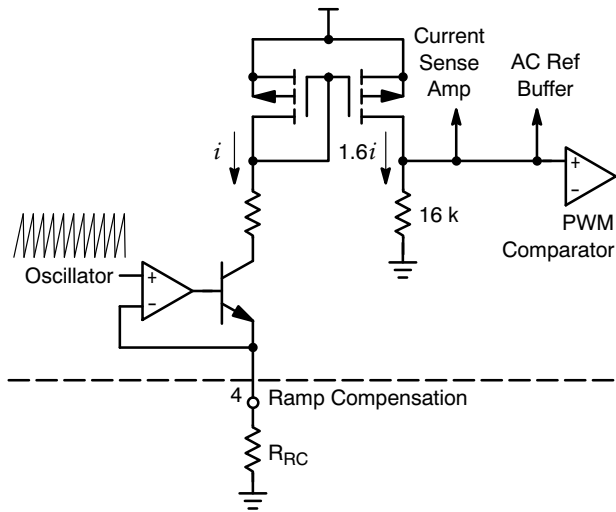 Current
Sense
Amp
AC Ref
Buffer
i
1.6i
+
−
16 k
PWM
Comparator
Oscillator
+
−
4
Ramp Compensation
RRC